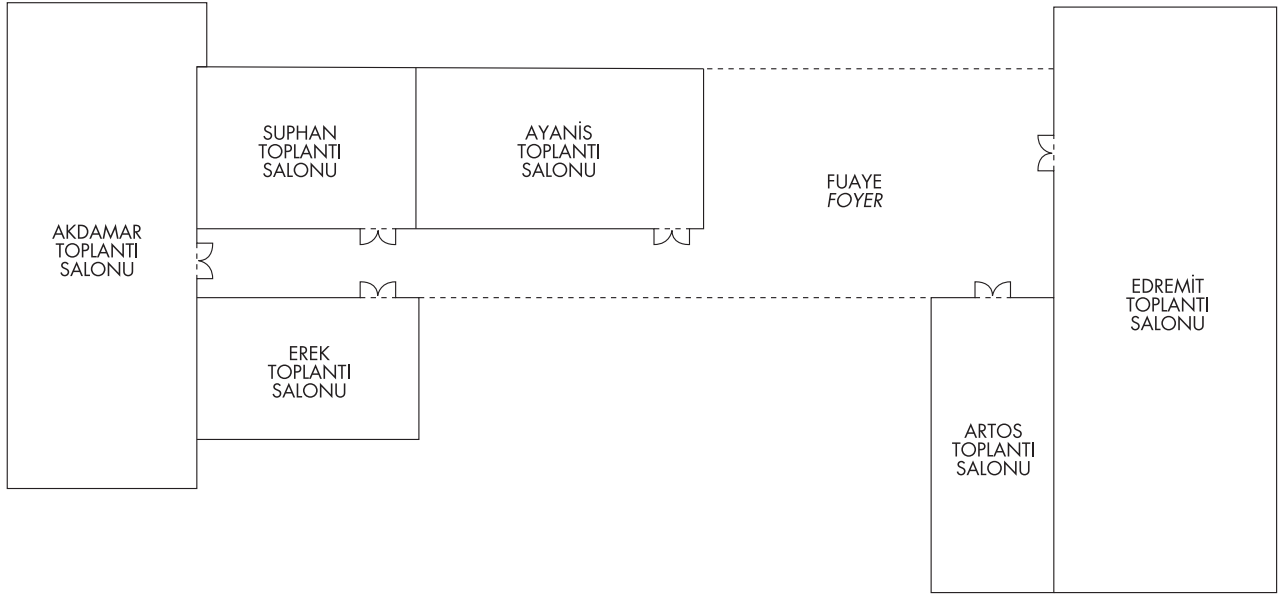 SUPHAN
TOPLANTI
SALONU
AYANİS
TOPLANTI
SALONU
FUAYE
FOYER
AKDAMAR
TOPLANTI
SALONU
EDREMİT
TOPLANTI
SALONU
EREK
TOPLANTI
SALONU
ARTOS
TOPLANTI
SALONU